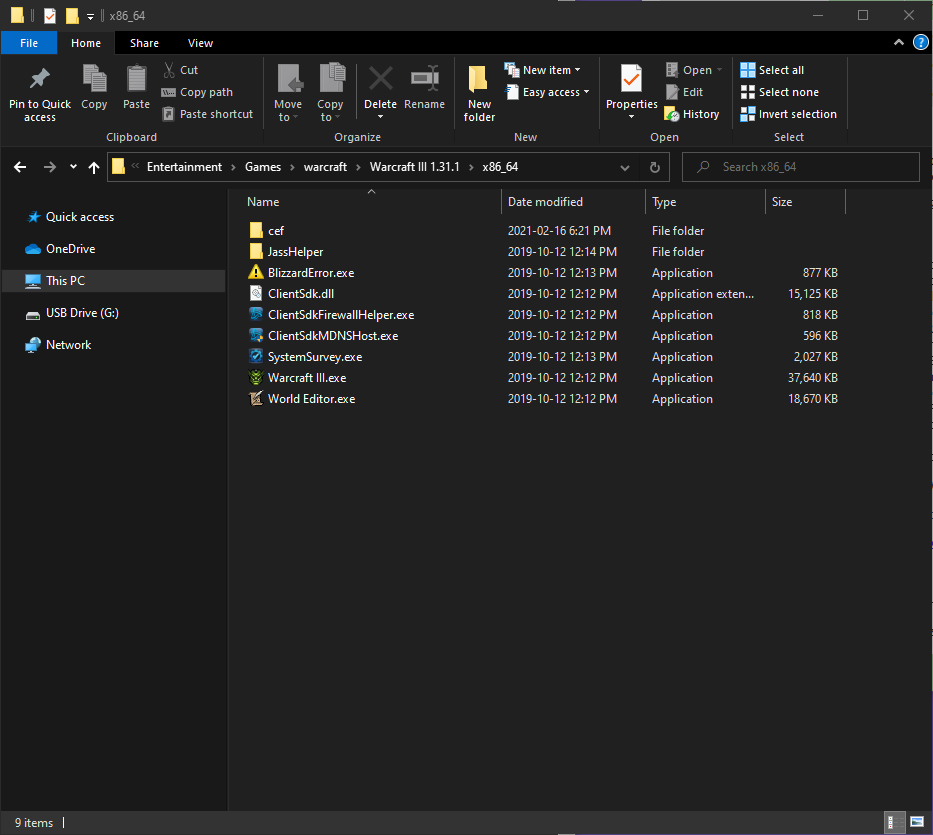 x86_64
File Home Share View
Pin to Quick access
Copy
Paste
Cut
Copy path
Paste shortcut
Clipboard
Move to
Copy to
Delete
Rename
Organize
New folder
New item
Easy access
New
Properties
Open
Edit
History
Open
Select all
Select none
Invert selection
Select
« Entertainment › Games › warcraft › Warcraft III 1.31.1 › x86_64
Search x86_64
Quick access
OneDrive
This PC
USB Drive (G:)
Network
Name Date modified Type Size
cef 2021-02-16 6:21 PM File folder
JassHelper 2019-10-12 12:14 PM File folder
BlizzardError.exe 2019-10-12 12:13 PM Application 877 KB
ClientSdk.dll 2019-10-12 12:12 PM Application exten... 15,125 KB
ClientSdkFirewallHelper.exe 2019-10-12 12:12 PM Application 818 KB
ClientSdkMDNSHost.exe 2019-10-12 12:12 PM Application 596 KB
SystemSurvey.exe 2019-10-12 12:13 PM Application 2,027 KB
Warcraft III.exe 2019-10-12 12:12 PM Application 37,640 KB
World Editor.exe 2019-10-12 12:12 PM Application 18,670 KB
9 items